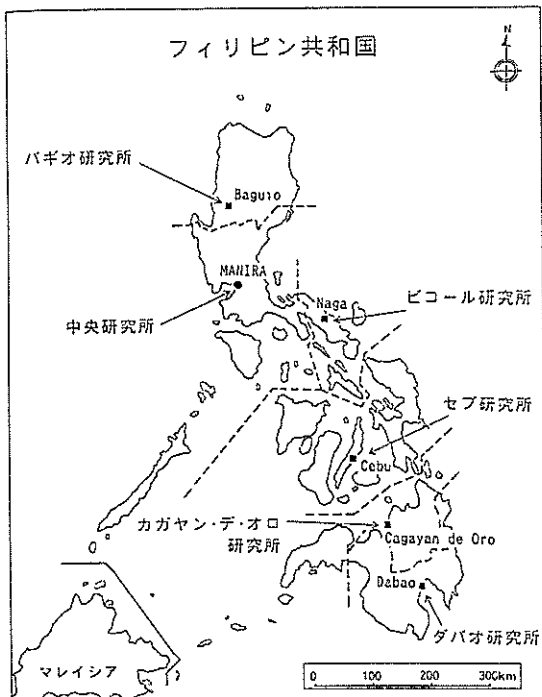 フィリピン共和国
N
バギオ研究所
Baguio
MANIRA
中央研究所
Naga
ビコール研究所
セブ研究所
Cebu
カガヤン・デ・オロ
研究所
Cagayan de Oro
Dabao
ダバオ研究所
マレイシア
0 100 200 300km